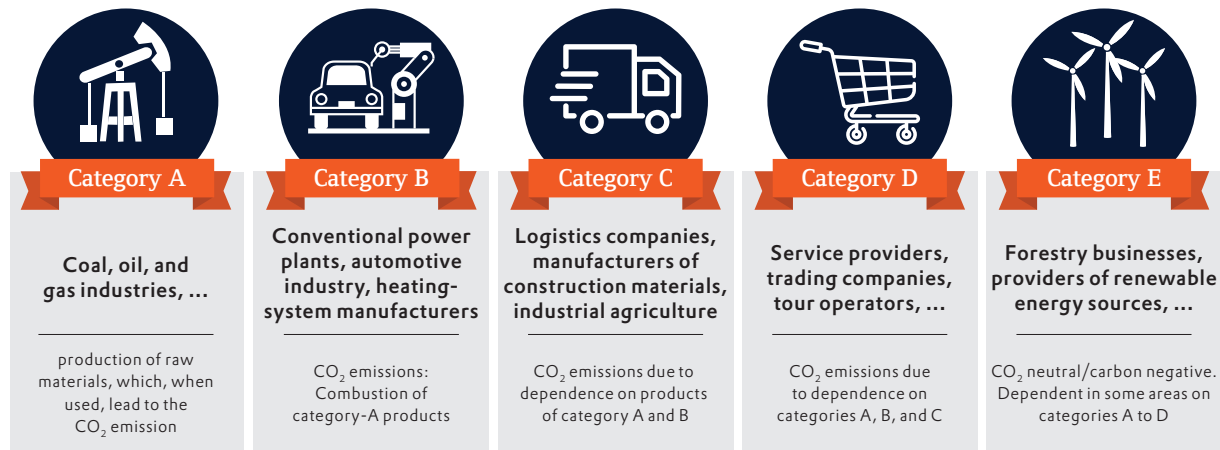 Category A
Coal, oil, and
gas industries, ...
production of raw
materials, which, when
used, lead to the
CO₂ emission
Category B
Conventional power
plants, automotive
industry, heating-
system manufacturers
CO₂ emissions:
Combustion of
category-A products
Category C
Logistics companies,
manufacturers of
construction materials,
industrial agriculture
CO₂ emissions due to
dependence on products
of category A and B
Category D
Service providers,
trading companies,
tour operators, ...
CO₂ emissions due
to dependence on
categories A, B, and C
Category E
Forestry businesses,
providers of renewable
energy sources, ...
CO₂ neutral/carbon negative.
Dependent in some areas on
categories A to D